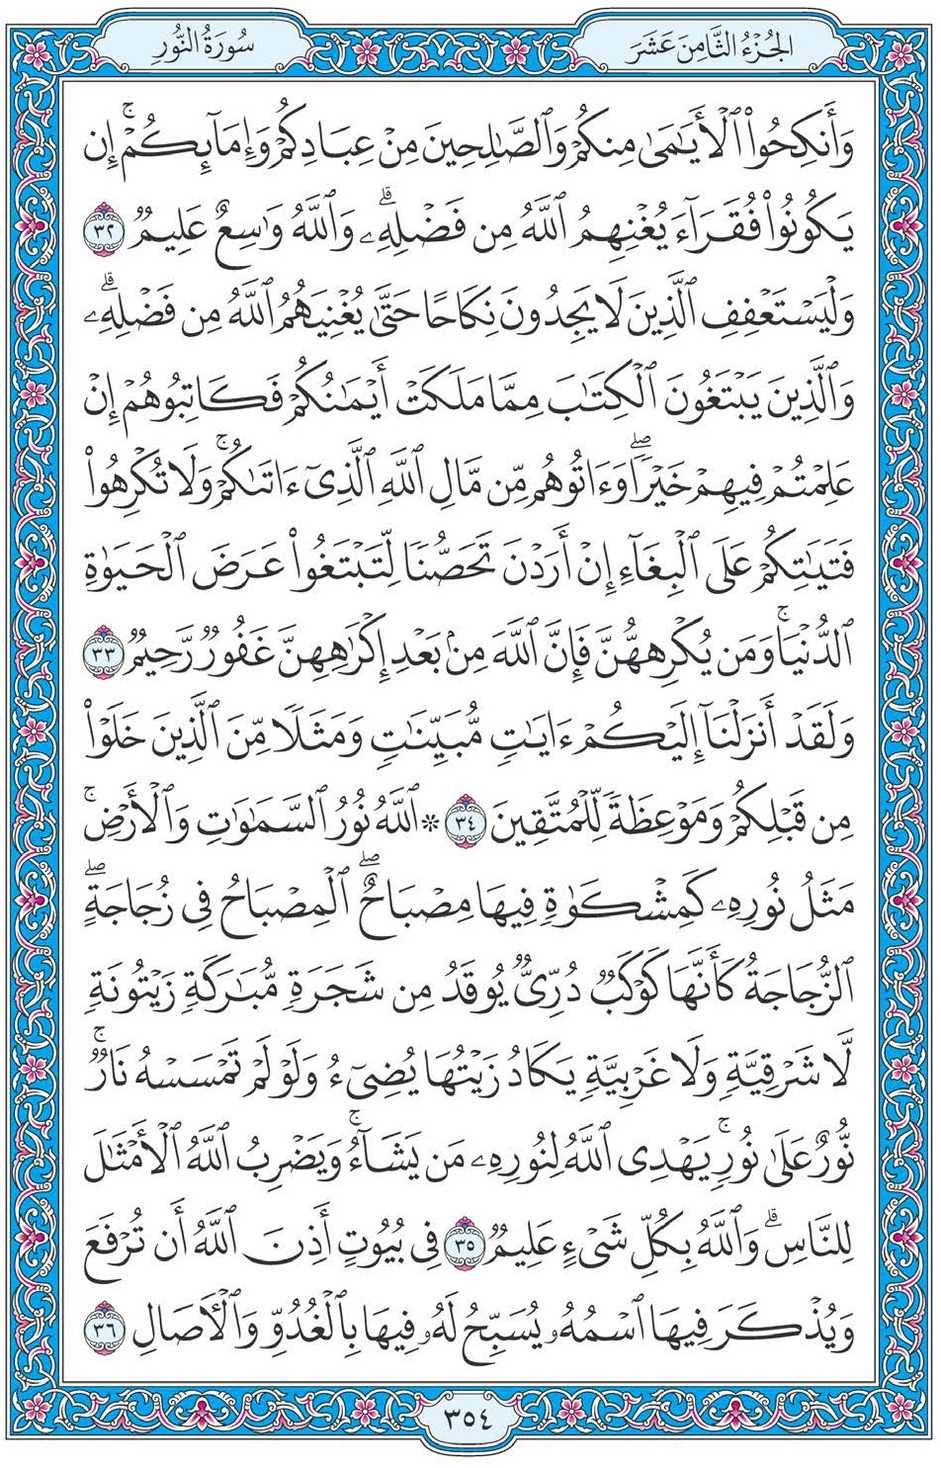 الجُزْءُ الثَّامِنَ عَشَرَ
سُورَةُ النُّورِ
وَأَنكِحُوا۟ ٱلْأَيَـٰمَىٰ مِنكُمْ وَٱلصَّـٰلِحِينَ مِنْ عِبَادِكُمْ وَإِمَآئِكُمْ ۚ إِن
يَكُونُوا۟ فُقَرَآءَ يُغْنِهِمُ ٱللَّهُ مِن فَضْلِهِۦ ۗ وَٱللَّهُ وَٰسِعٌ عَلِيمٌ ٣٢
وَلْيَسْتَعْفِفِ ٱلَّذِينَ لَا يَجِدُونَ نِكَاحًا حَتَّىٰ يُغْنِيَهُمُ ٱللَّهُ مِن فَضْلِهِۦ ۗ
وَٱلَّذِينَ يَبْتَغُونَ ٱلْكِتَـٰبَ مِمَّا مَلَكَتْ أَيْمَـٰنُكُمْ فَكَاتِبُوهُمْ إِنْ
عَلِمْتُمْ فِيهِمْ خَيْرًا ۖ وَءَاتُوهُم مِّن مَّالِ ٱللَّهِ ٱلَّذِىٓ ءَاتَىٰكُمْ ۚ وَلَا تُكْرِهُوا۟
فَتَيَـٰتِكُمْ عَلَى ٱلْبِغَآءِ إِنْ أَرَدْنَ تَحَصُّنًا لِّتَبْتَغُوا۟ عَرَضَ ٱلْحَيَوٰةِ
ٱلدُّنْيَا ۚ وَمَن يُكْرِههُّنَّ فَإِنَّ ٱللَّهَ مِنۢ بَعْدِ إِكْرَٰهِهِنَّ غَفُورٌ رَّحِيمٌ ٣٣
وَلَقَدْ أَنزَلْنَآ إِلَيْكُمْ ءَايَـٰتٍ مُّبَيِّنَـٰتٍ وَمَثَلًا مِّنَ ٱلَّذِينَ خَلَوْا۟
مِن قَبْلِكُمْ وَمَوْعِظَةً لِّلْمُتَّقِينَ ٣٤ * ٱللَّهُ نُورُ ٱلسَّمَـٰوَٰتِ وَٱلْأَرْضِ ۚ
مَثَلُ نُورِهِۦ كَمِشْكَوٰةٍ فِيهَا مِصْبَاحٌ ۖ ٱلْمِصْبَاحُ فِى زُجَاجَةٍ ۖ
ٱلزُّجَاجَةُ كَأَنَّهَا كَوْكَبٌ دُرِّىٌّ يُوقَدُ مِن شَجَرَةٍ مُّبَـٰرَكَةٍ زَيْتُونَةٍ
لَّا شَرْقِيَّةٍ وَلَا غَرْبِيَّةٍ يَكَادُ زَيْتُهَا يُضِىٓءُ وَلَوْ لَمْ تَمْسَسْهُ نَارٌ ۚ
نُّورٌ عَلَىٰ نُورٍ ۗ يَهْدِى ٱللَّهُ لِنُورِهِۦ مَن يَشَآءُ ۚ وَيَضْرِبُ ٱللَّهُ ٱلْأَمْثَـٰلَ
لِلنَّاسِ ۗ وَٱللَّهُ بِكُلِّ شَىْءٍ عَلِيمٌ ٣٥ فِى بُيُوتٍ أَذِنَ ٱللَّهُ أَن تُرْفَعَ
وَيُذْكَرَ فِيهَا ٱسْمُهُۥ يُسَبِّحُ لَهُۥ فِيهَا بِٱلْغُدُوِّ وَٱلْـَٔاصَالِ ٣٦
٣٥٤